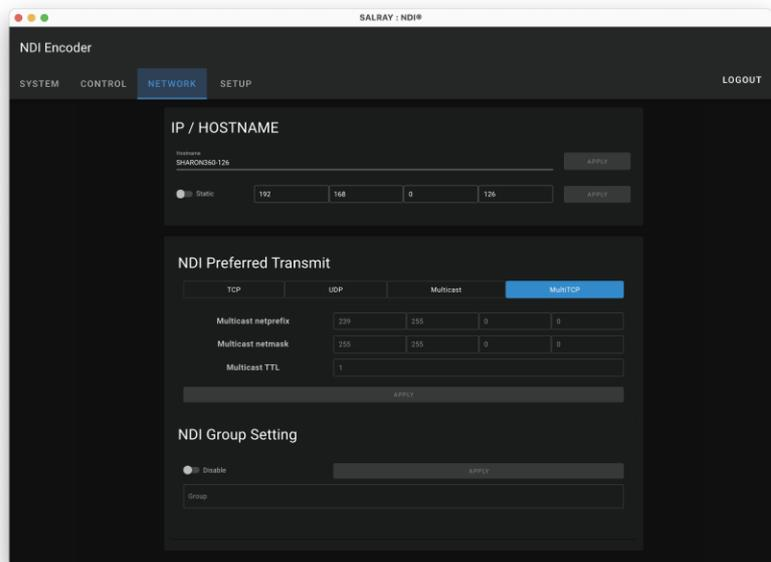 SALRAY : NDI®
NDI Encoder
SYSTEM CONTROL NETWORK SETUP LOGOUT
IP / HOSTNAME
Hostname
SHARON360-126 APPLY
Static 192 168 0 126 APPLY
NDI Preferred Transmit
TCP UDP Multicast MultiTCP
Multicast netprefix 239 255 0 0
Multicast netmask 255 255 0 0
Multicast TTL 1
APPLY
NDI Group Setting
Disable APPLY
Group